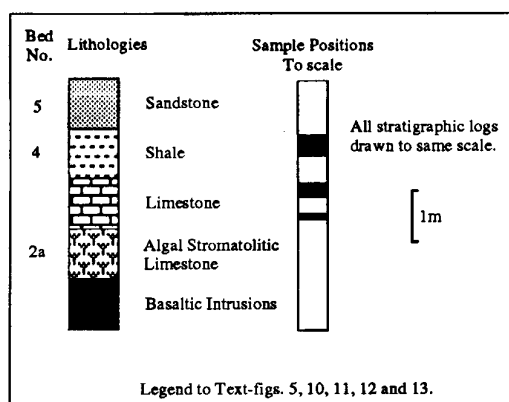 Bed No.
Lithologies
Sample Positions
To scale
5
Sandstone
4
Shale
Limestone
2a
Algal Stromatolitic
Limestone
Basaltic Intrusions
All stratigraphic logs
drawn to same scale.
1m
Legend to Text-figs. 5, 10, 11, 12 and 13.